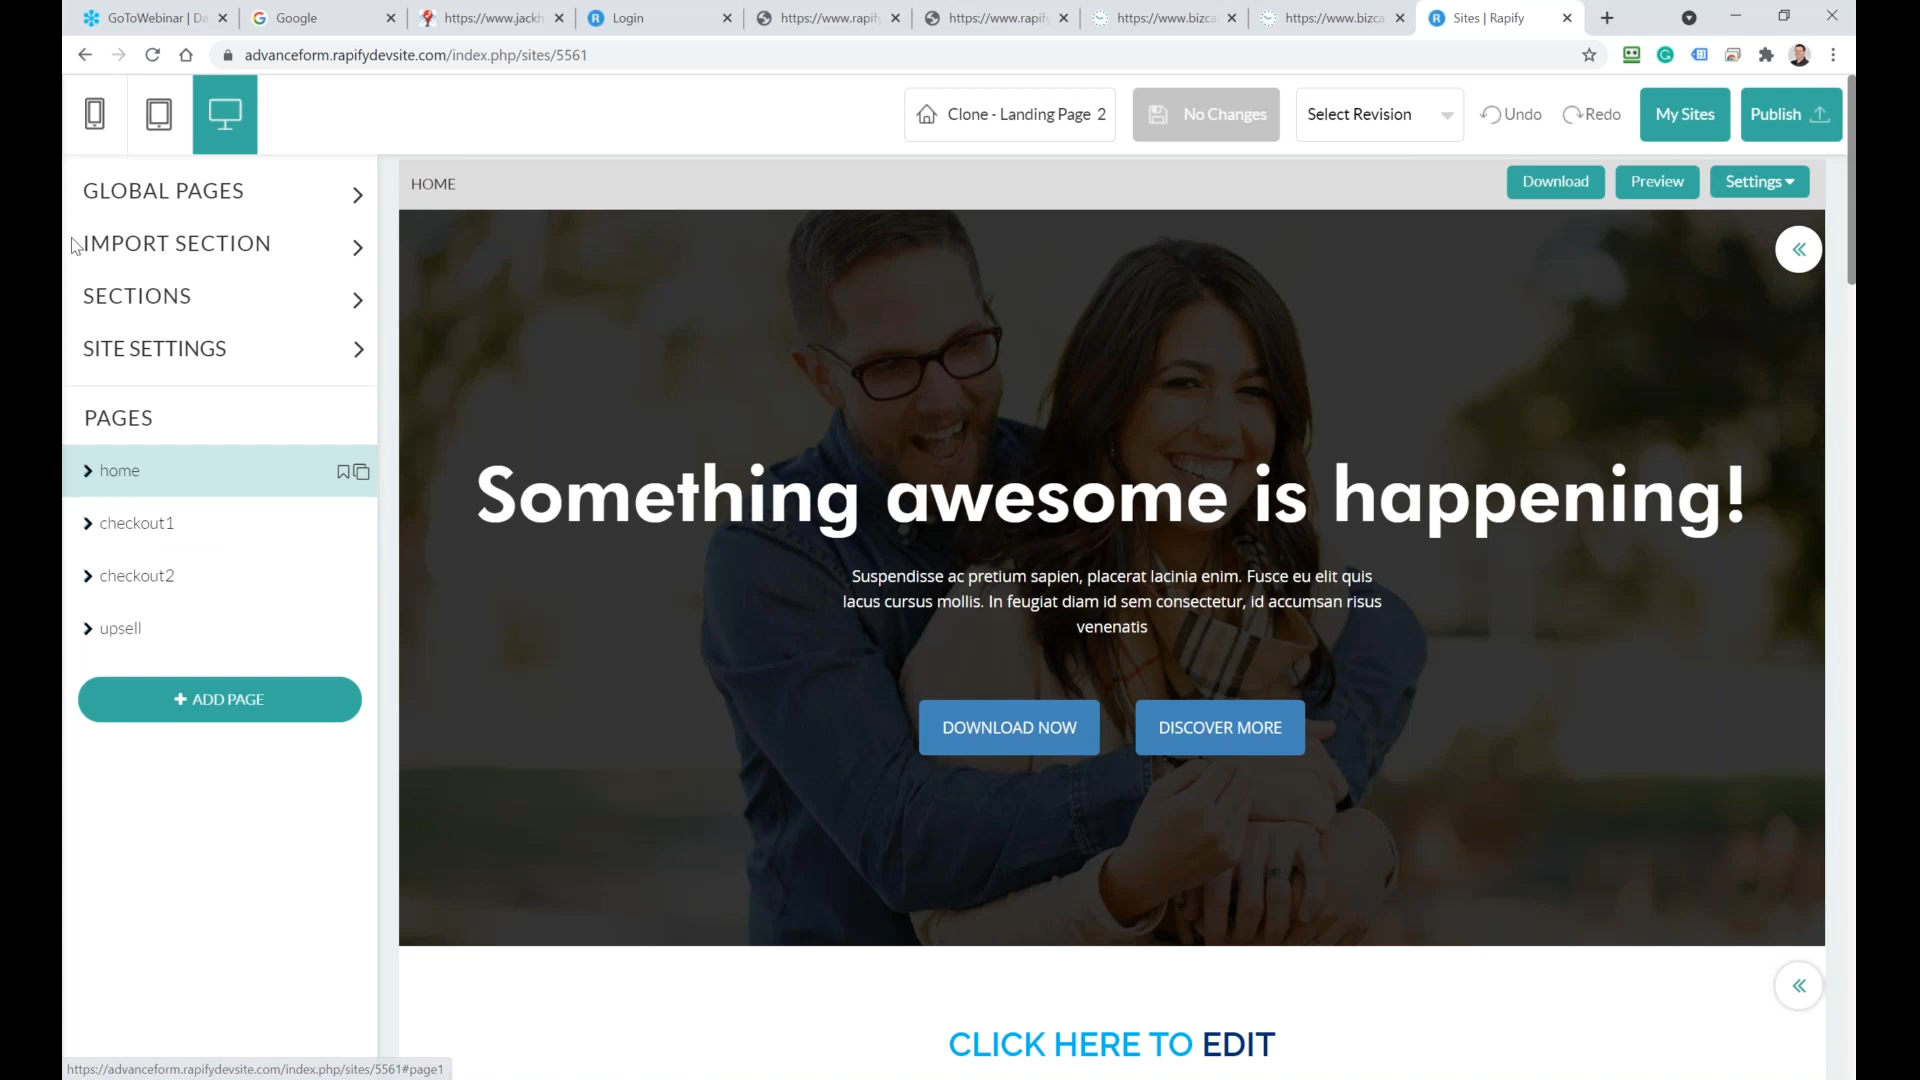 GoToWebinar | Da
Google
https://www.jackh
Login
https://www.rapify
https://www.rapify
https://www.bizca
https://www.bizca
Sites | Rapify
advanceform.rapifydevsite.com/index.php/sites/5561
Clone - Landing Page 2
No Changes
Select Revision
Undo
Redo
My Sites
Publish
GLOBAL PAGES
IMPORT SECTION
SECTIONS
SITE SETTINGS
PAGES
home
checkout1
checkout2
upsell
+ ADD PAGE
HOME
Download
Preview
Settings
Something awesome is happening!
Suspendisse ac pretium sapien, placerat lacinia enim. Fusce eu elit quis
lacus cursus mollis. In feugiat diam id sem consectetur, id accumsan risus
venenatis
DOWNLOAD NOW
DISCOVER MORE
CLICK HERE TO EDIT
https://advanceform.rapifydevsite.com/index.php/sites/5561#page1